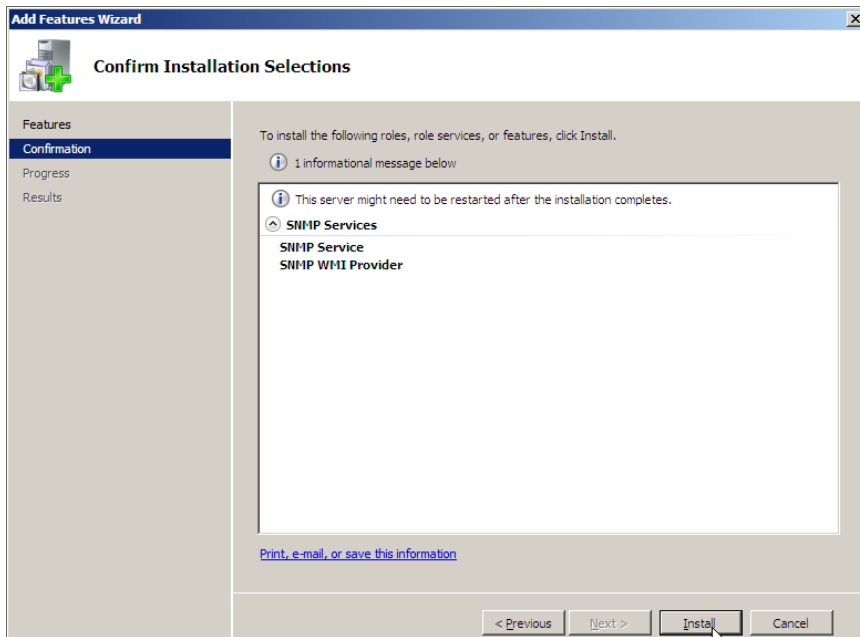 Add Features Wizard
Confirm Installation Selections
Features
Confirmation
Progress
Results
To install the following roles, role services, or features, click Install.
1 informational message below
This server might need to be restarted after the installation completes.
SNMP Services
SNMP Service
SNMP WMI Provider
Print, e-mail, or save this information
< Previous
Next >
Install
Cancel